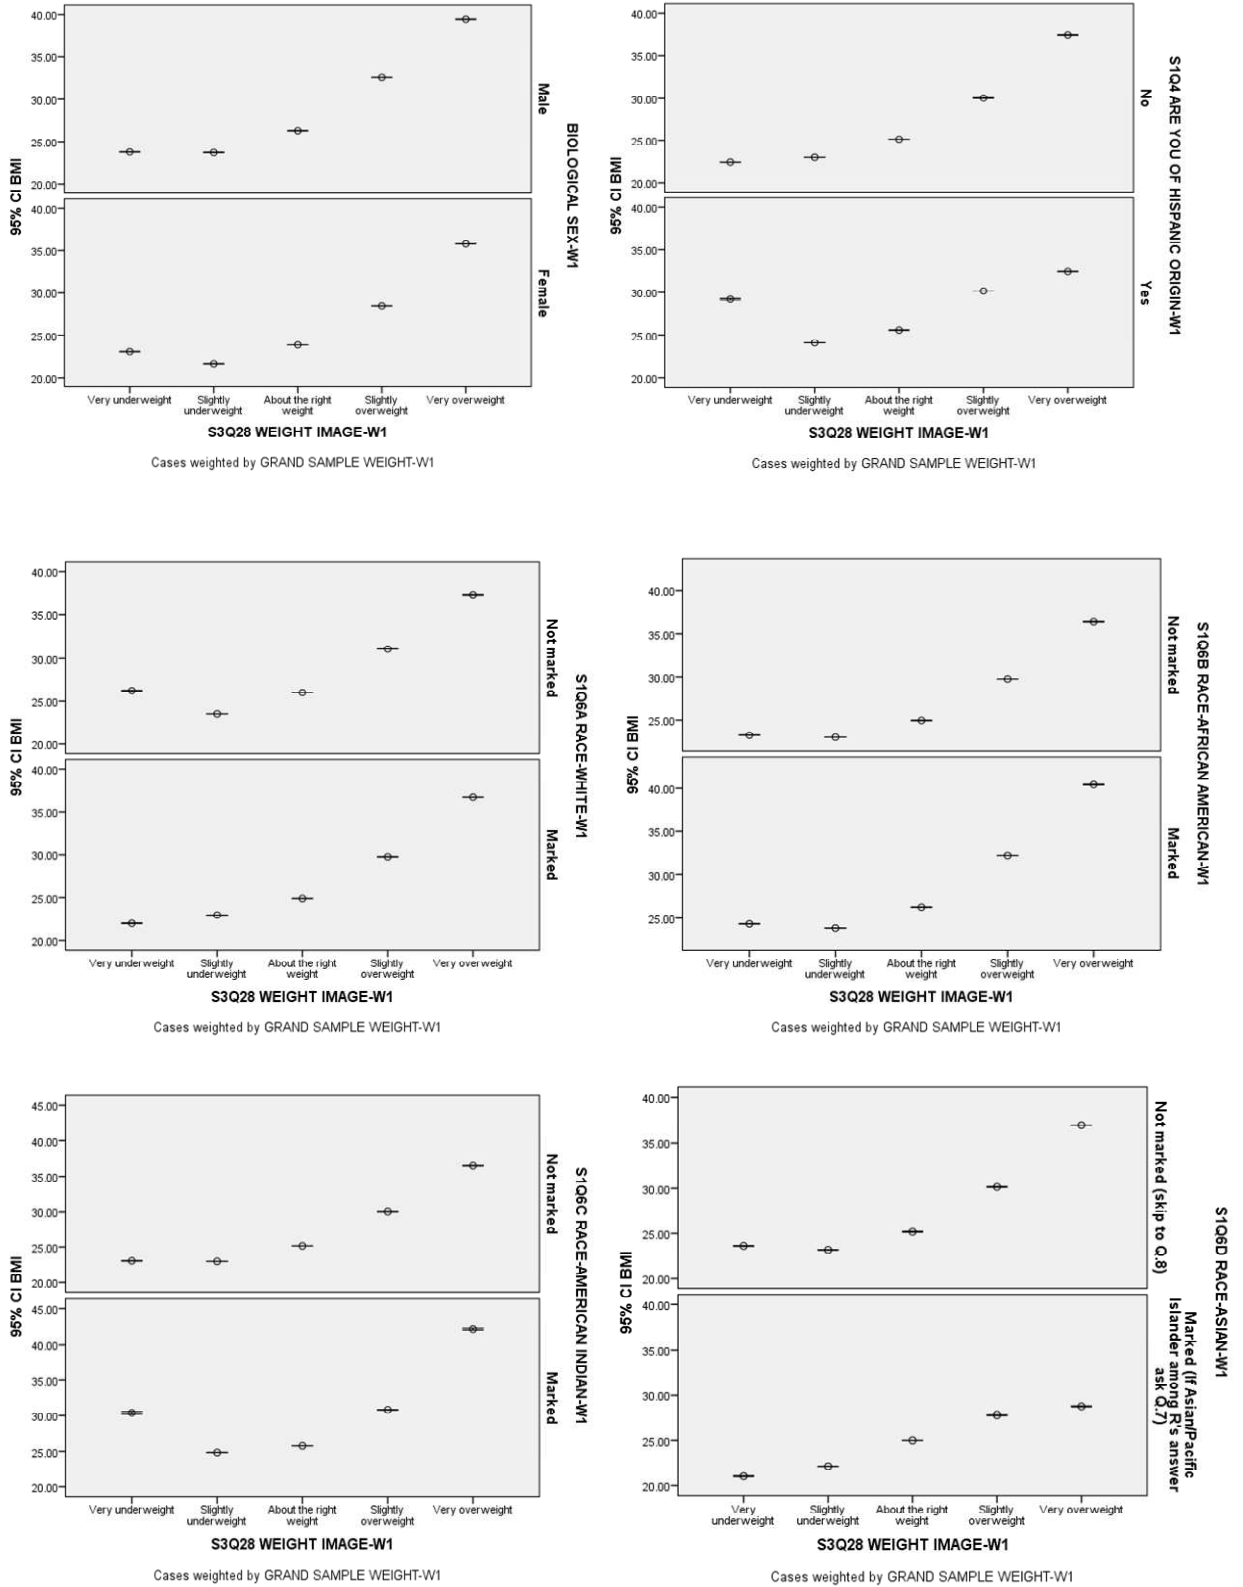 40.00
35.00
30.00
25.00
20.00
Male
40.00
35.00
30.00
25.00
20.00
Female
95% CI BMI
BIOLOGICAL SEX-W1
Very underweight
Slightly underweight
About the right weight
Slightly overweight
Very overweight
S3Q28 WEIGHT IMAGE-W1
Cases weighted by GRAND SAMPLE WEIGHT-W1
40.00
35.00
30.00
25.00
20.00
No
40.00
35.00
30.00
25.00
20.00
Yes
95% CI BMI
S1Q4 ARE YOU OF HISPANIC ORIGIN-W1
Very underweight
Slightly underweight
About the right weight
Slightly overweight
Very overweight
S3Q28 WEIGHT IMAGE-W1
Cases weighted by GRAND SAMPLE WEIGHT-W1
40.00
35.00
30.00
25.00
20.00
Not marked
40.00
35.00
30.00
25.00
20.00
Marked
95% CI BMI
S1Q6A RACE-WHITE-W1
Very underweight
Slightly underweight
About the right weight
Slightly overweight
Very overweight
S3Q28 WEIGHT IMAGE-W1
Cases weighted by GRAND SAMPLE WEIGHT-W1
40.00
35.00
30.00
25.00
Not marked
40.00
35.00
30.00
25.00
Marked
95% CI BMI
S1Q6B RACE-AFRICAN AMERICAN-W1
Very underweight
Slightly underweight
About the right weight
Slightly overweight
Very overweight
S3Q28 WEIGHT IMAGE-W1
Cases weighted by GRAND SAMPLE WEIGHT-W1
45.00
40.00
35.00
30.00
25.00
20.00
Not marked
45.00
40.00
35.00
30.00
25.00
20.00
Marked
95% CI BMI
S1Q6C RACE-AMERICAN INDIAN-W1
Very underweight
Slightly underweight
About the right weight
Slightly overweight
Very overweight
S3Q28 WEIGHT IMAGE-W1
Cases weighted by GRAND SAMPLE WEIGHT-W1
40.00
35.00
30.00
25.00
20.00
Not marked (skip to Q.8)
40.00
35.00
30.00
25.00
20.00
Marked (If Asian/Pacific
Islander among R's answer
ask Q.7)
95% CI BMI
S1Q6D RACE-ASIAN-W1
Very underweight
Slightly underweight
About the right weight
Slightly overweight
Very overweight
S3Q28 WEIGHT IMAGE-W1
Cases weighted by GRAND SAMPLE WEIGHT-W1